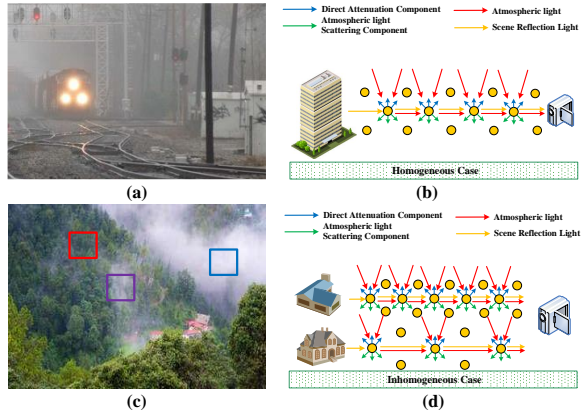 Direct Attenuation Component
Atmospheric light
Scattering Component
Atmospheric light
Scene Reflection Light
Homogeneous Case
(a)
(b)
Direct Attenuation Component
Atmospheric light
Scattering Component
Atmospheric light
Scene Reflection Light
Inhomogeneous Case
(c)
(d)